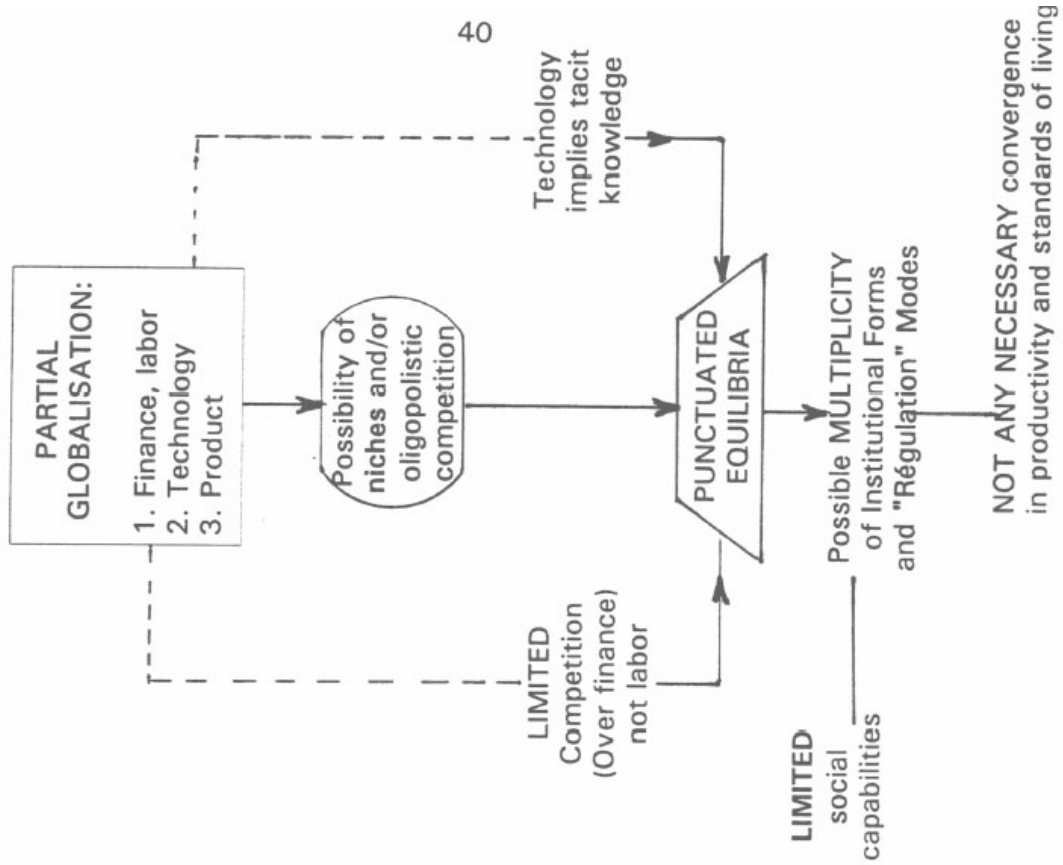 40
PARTIAL
GLOBALISATION:
1. Finance, labor
2. Technology
3. Product
Technology
implies tacit
knowledge
Possibility of
niches and/or
oligopolistic
competition
LIMITED
Competition
(Over finance)
not labor
PUNCTUATED
EQUILIBRIA
LIMITED
social
capabilities
Possible MULTIPLICITY
of Institutional Forms
and "Régulation" Modes
NOT ANY NECESSARY convergence
in productivity and standards of living